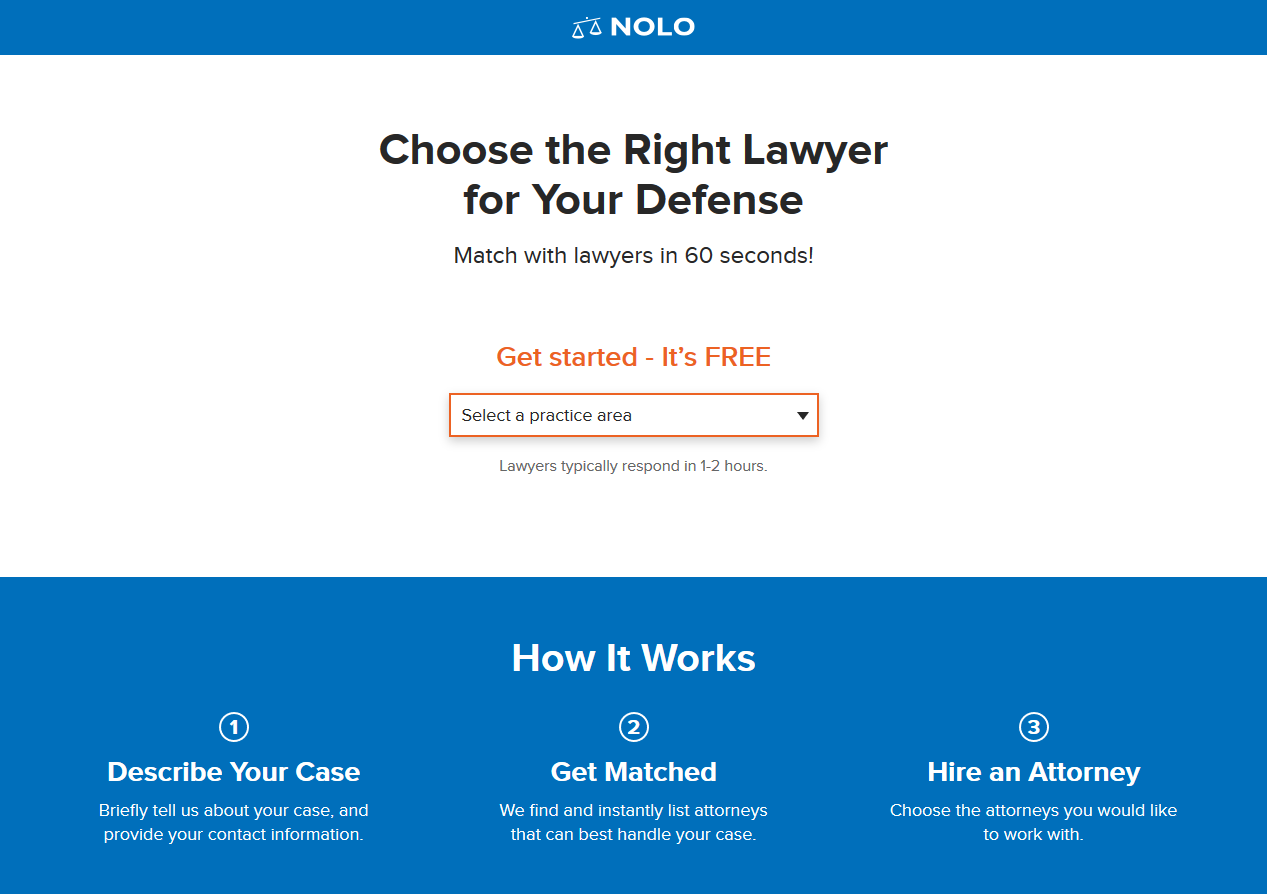 NOLO
Choose the Right Lawyer
for Your Defense
Match with lawyers in 60 seconds!
Get started - It’s FREE
Select a practice area
Lawyers typically respond in 1-2 hours.
How It Works
1
Describe Your Case
Briefly tell us about your case, and
provide your contact information.
2
Get Matched
We find and instantly list attorneys
that can best handle your case.
3
Hire an Attorney
Choose the attorneys you would like
to work with.